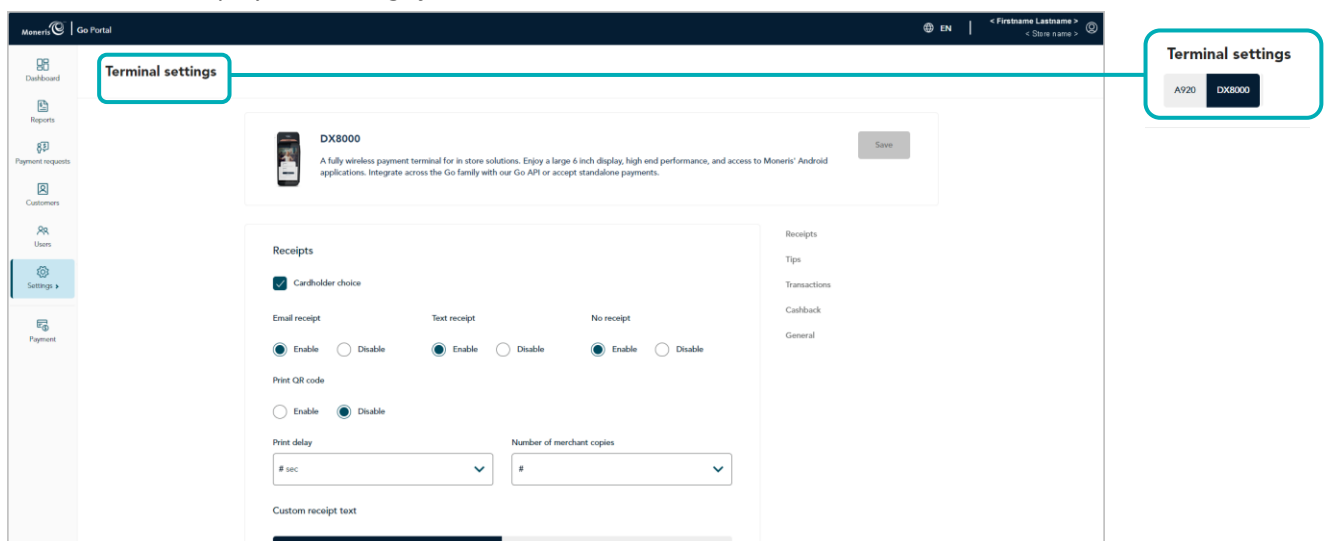 Moneris Go Portal
EN
< Firstname Lastname >
< Store name >
Dashboard
Reports
Payment requests
Customers
Users
Settings
Payment
Terminal settings
DX8000
A fully wireless payment terminal for in store solutions. Enjoy a large 6 inch display, high end performance, and access to Moneris' Android
applications. Integrate across the Go family with our Go API or accept standalone payments.
Save
Receipts
Cardholder choice
Email receipt Text receipt No receipt
Enable Disable Enable Disable Enable Disable
Print QR code
Enable Disable
Print delay Number of merchant copies
# sec #
Custom receipt text
Receipts
Tips
Transactions
Cashback
General
Terminal settings
A920 DX8000